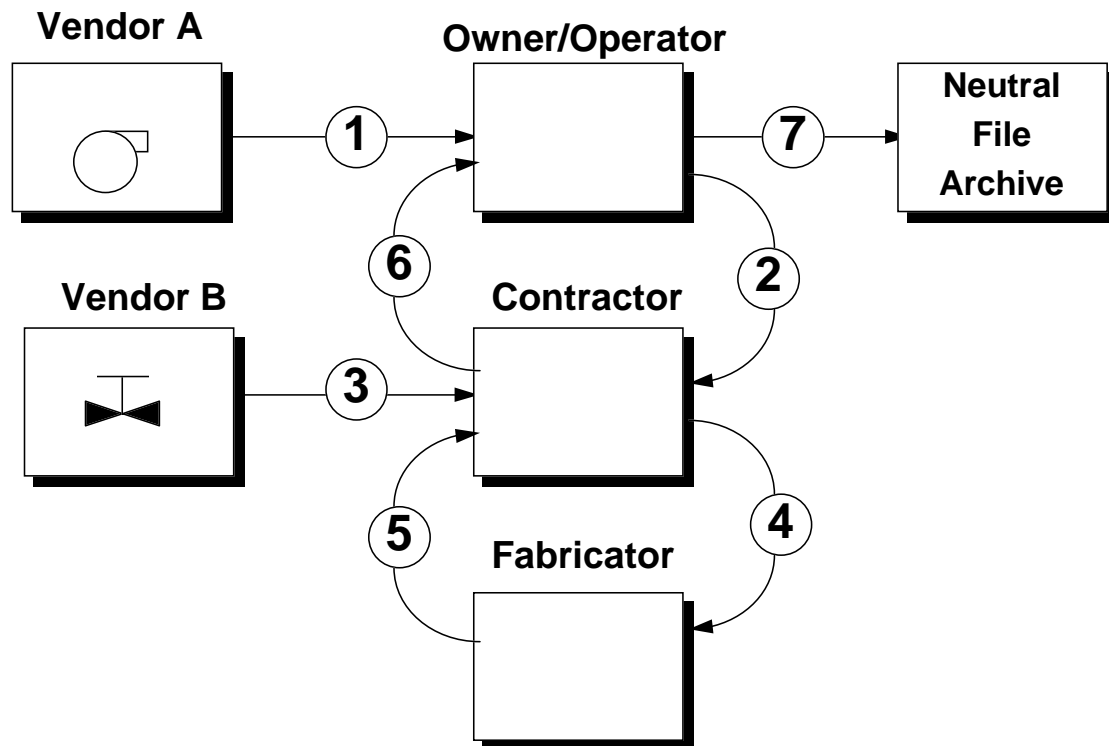 Vendor A
Owner/Operator
1
7
Neutral
File
Archive
6
2
Vendor B
Contractor
3
5
4
Fabricator